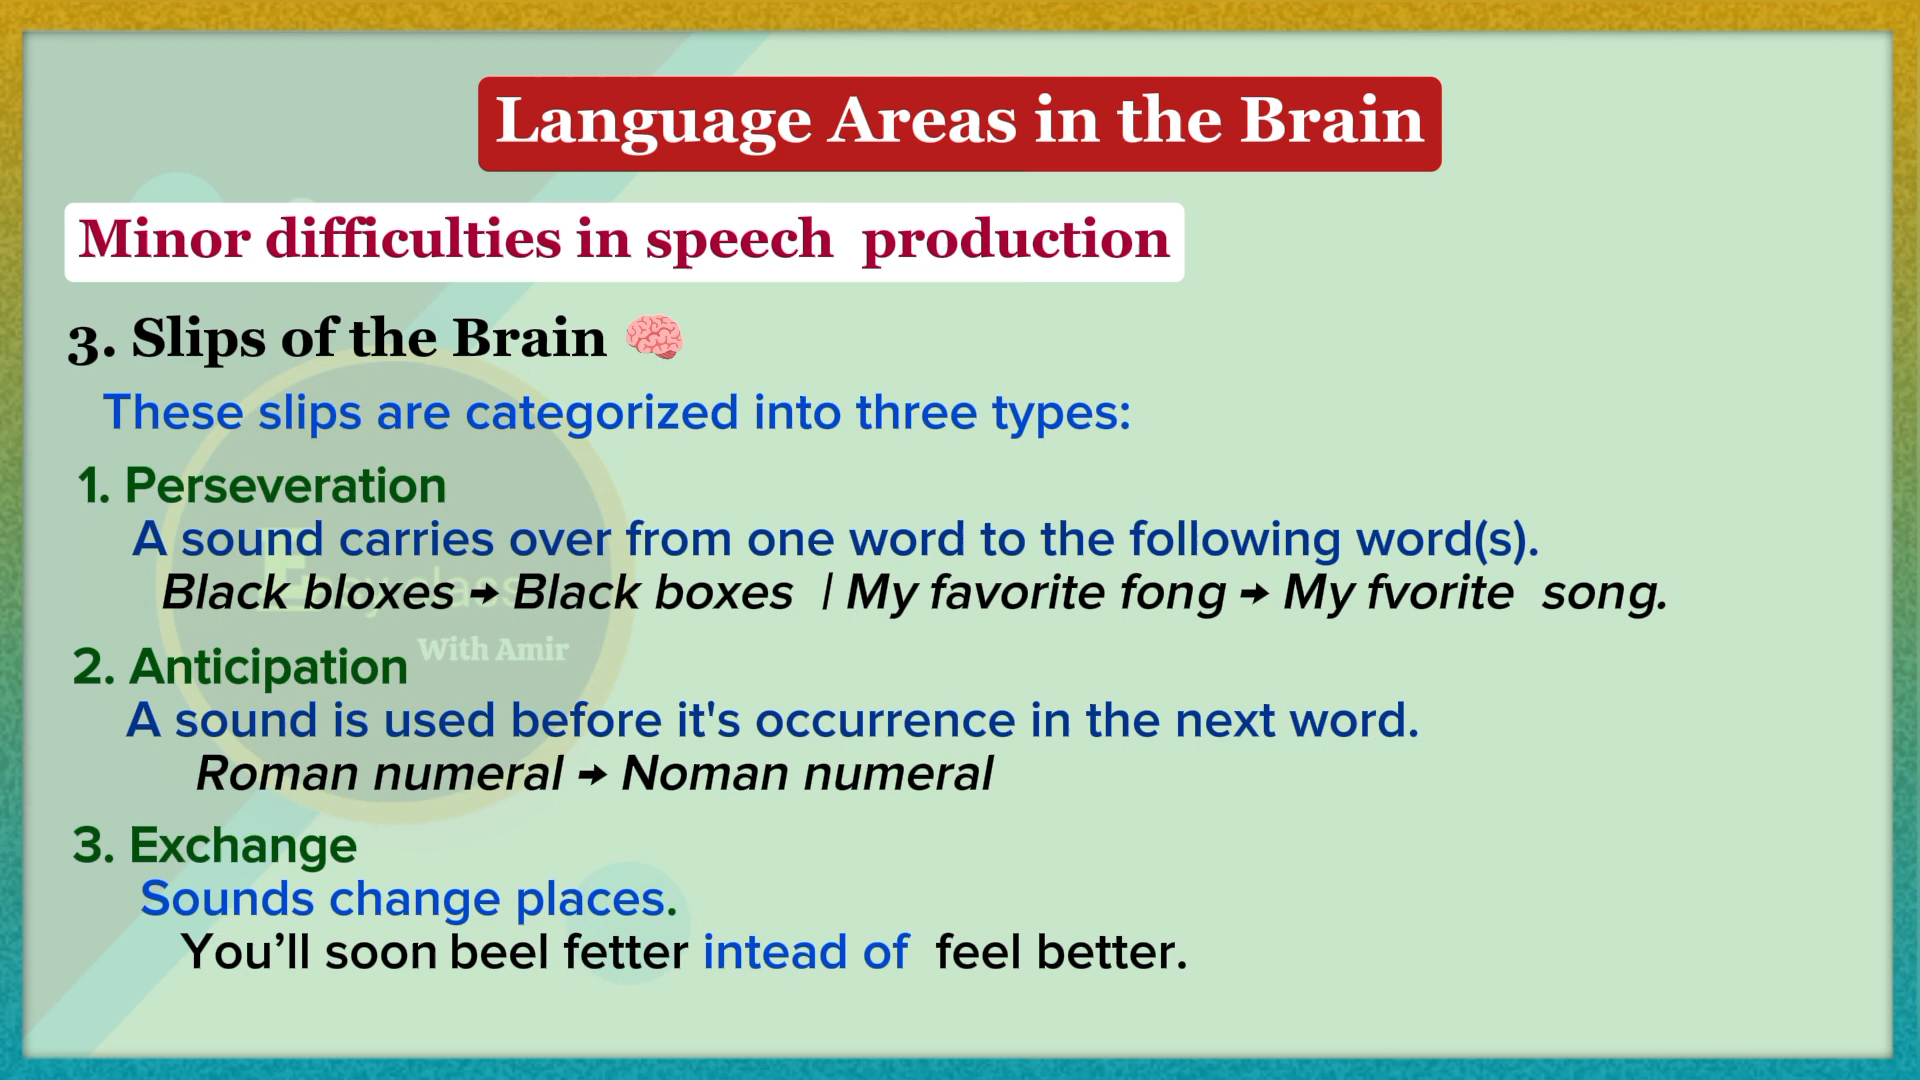 Language Areas in the Brain
Minor difficulties in speech production
3. Slips of the Brain
These slips are categorized into three types:
1. Perseveration
A sound carries over from one word to the following word(s).
Black bloxes → Black boxes | My favorite fong → My fvorite song.
With Amir
2. Anticipation
A sound is used before it's occurrence in the next word.
Roman numeral → Noman numeral
3. Exchange
Sounds change places.
You’ll soon beel fetter intead of feel better.